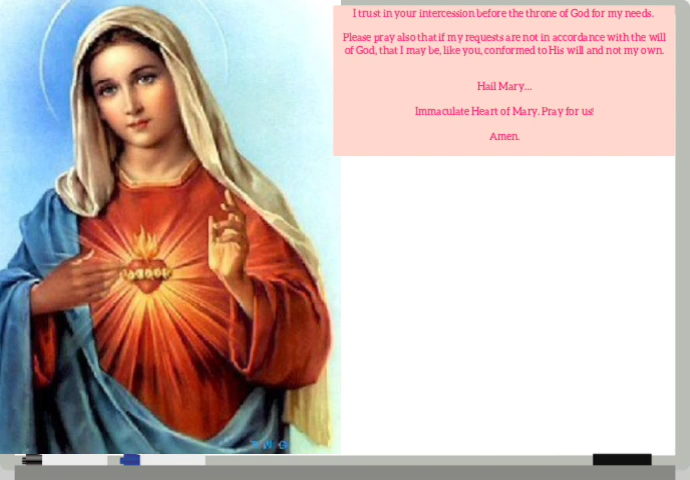 I trust in your intercession before the throne of God for my needs.
Please pray also that if my requests are not in accordance with the will
of God, that I may be, like you, conformed to His will and not my own.
Hail Mary...
Immaculate Heart of Mary. Pray for us!
Amen.